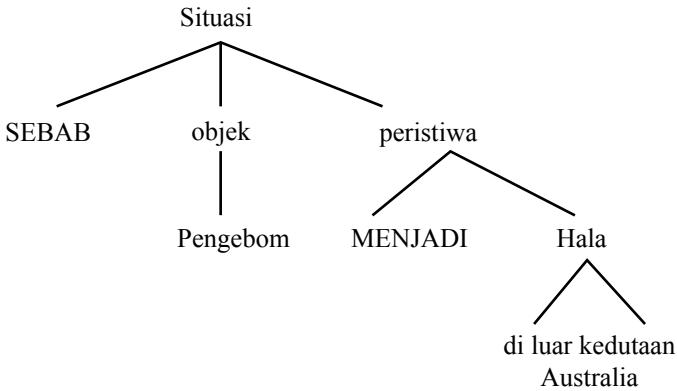 Situasi
SEBAB objek peristiwa
Pengebom MENJADI Hala
di luar kedutaan
Australia